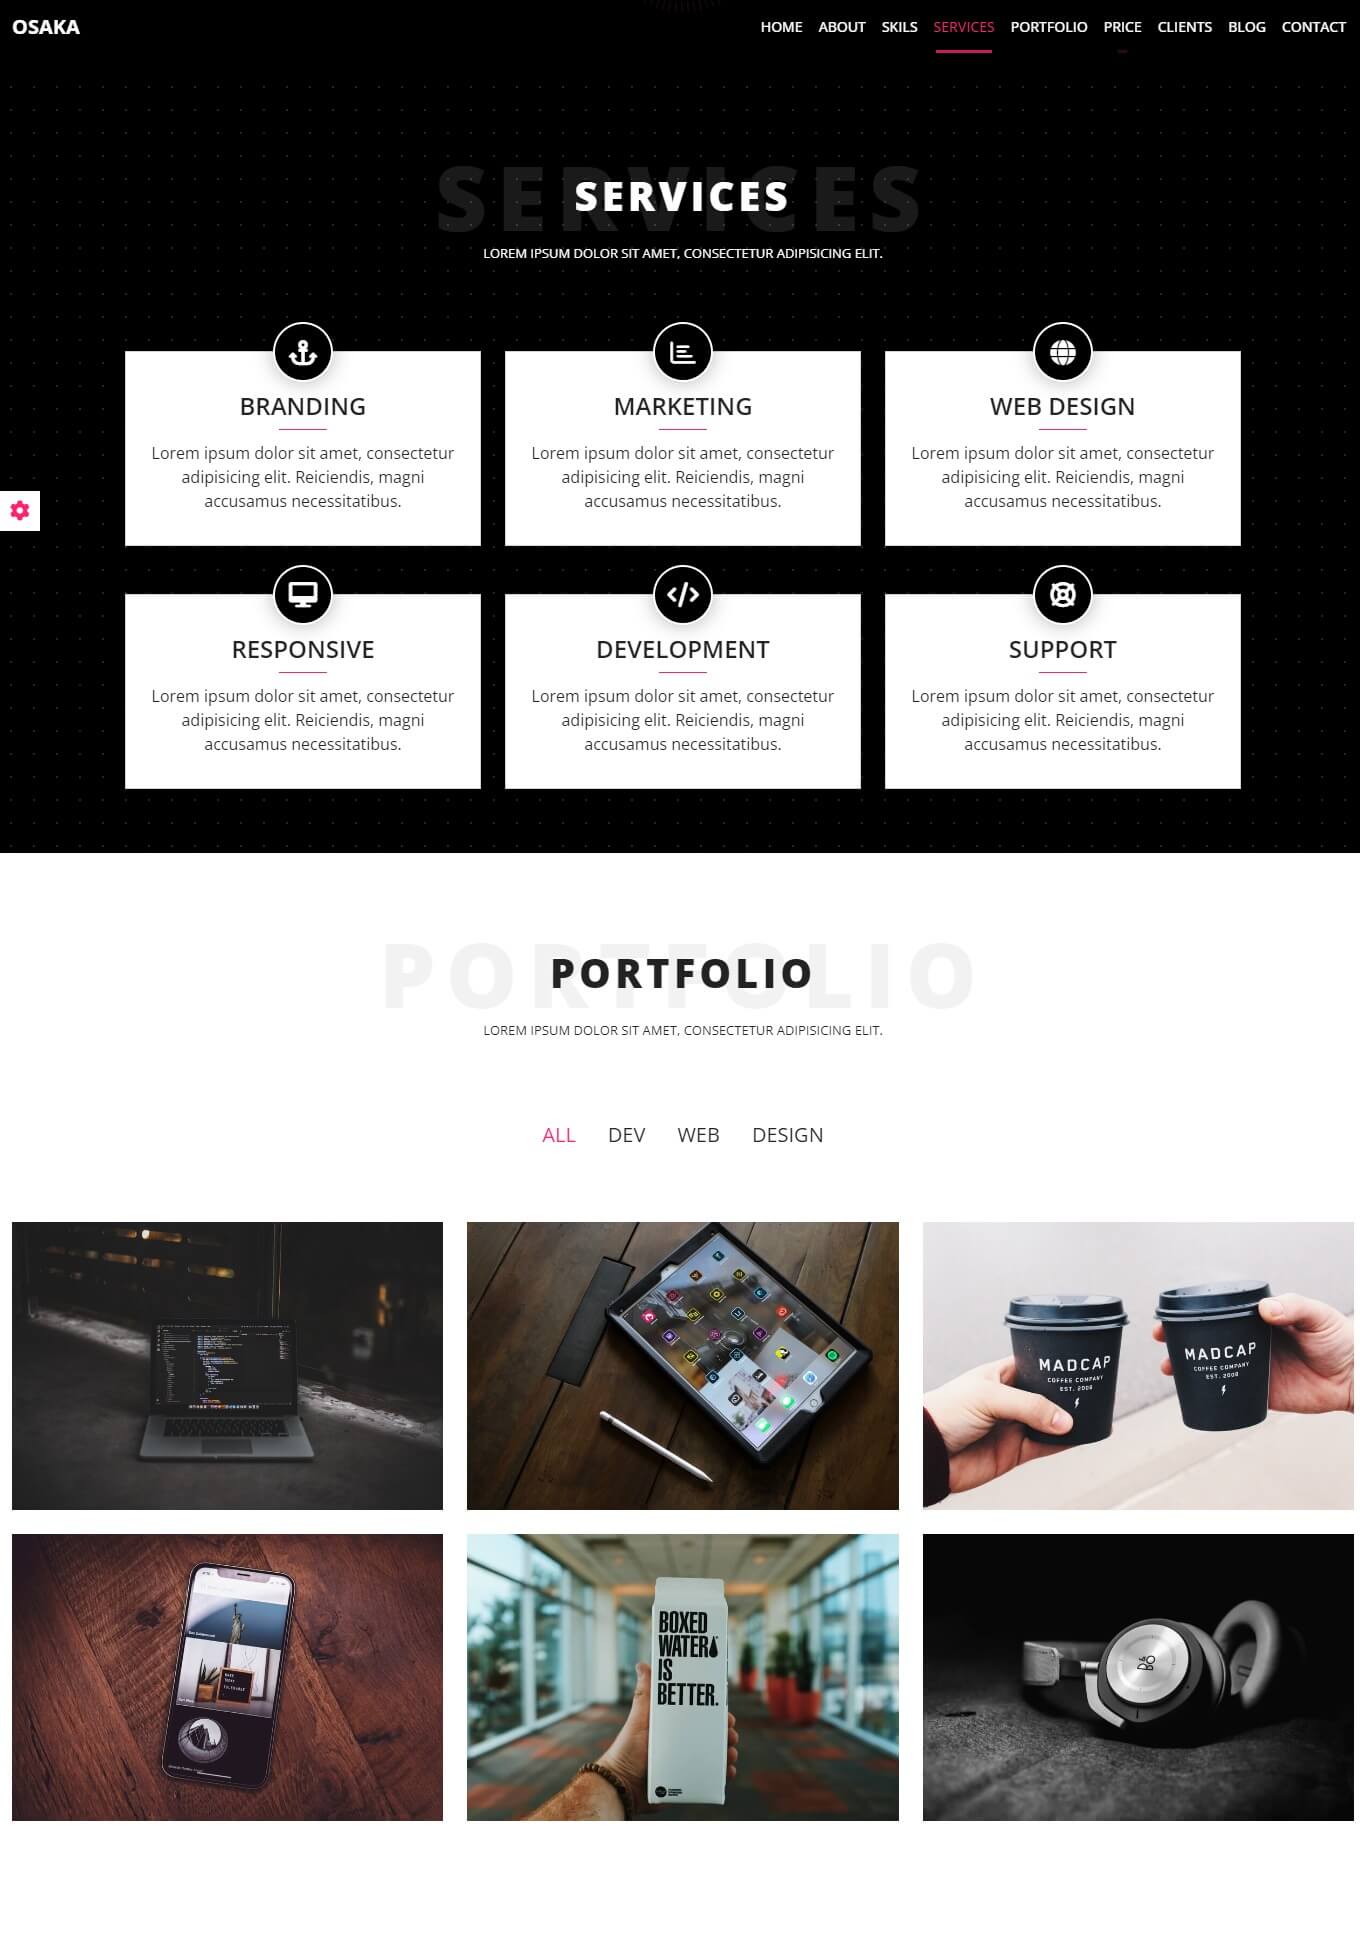 OSAKA
HOME ABOUT SKILS SERVICES PORTFOLIO PRICE CLIENTS BLOG CONTACT
SERVICES
SERVICES
LOREM IPSUM DOLOR SIT AMET, CONSECTETUR ADIPISICING ELIT.
BRANDING
Lorem ipsum dolor sit amet, consectetur
adipisicing elit. Reiciendis, magni
accusamus necessitatibus.
MARKETING
Lorem ipsum dolor sit amet, consectetur
adipisicing elit. Reiciendis, magni
accusamus necessitatibus.
WEB DESIGN
Lorem ipsum dolor sit amet, consectetur
adipisicing elit. Reiciendis, magni
accusamus necessitatibus.
RESPONSIVE
Lorem ipsum dolor sit amet, consectetur
adipisicing elit. Reiciendis, magni
accusamus necessitatibus.
DEVELOPMENT
Lorem ipsum dolor sit amet, consectetur
adipisicing elit. Reiciendis, magni
accusamus necessitatibus.
SUPPORT
Lorem ipsum dolor sit amet, consectetur
adipisicing elit. Reiciendis, magni
accusamus necessitatibus.
PORTFOLIO
PORTFOLIO
LOREM IPSUM DOLOR SIT AMET, CONSECTETUR ADIPISICING ELIT.
ALL DEV WEB DESIGN
MADCAP
COFFEE COMPANY
EST. 2008
MADCAP
COFFEE COMPANY
EST. 2008
BOXED
WATER
IS
BETTER.
B&O